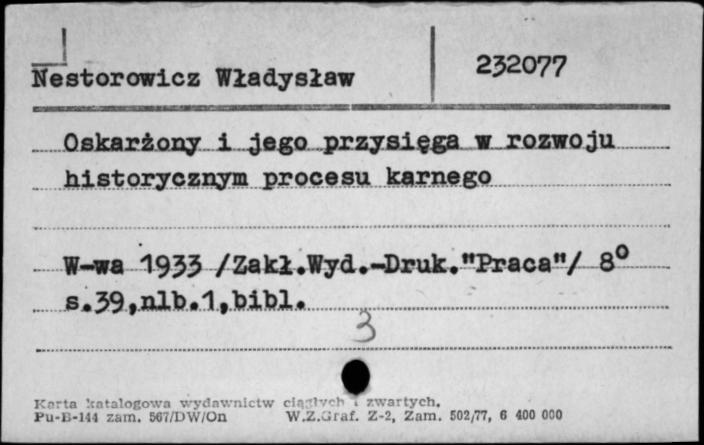 Nestorowicz Władysław 232077
Oskarżony i jego przysięga w rozwoju
historycznym procesu karnego
W-wa 1933 /Zakł.Wyd.-Druk."Praca"/ 8°
s.39,nlb.1,bibl.
3
Karta katalogowa wydawnictw ciągłych i zwartych.
Pu-B-144 zam. 567/DW/On W.Z.Graf. Z-2, Zam. 502/77, 6 400 000